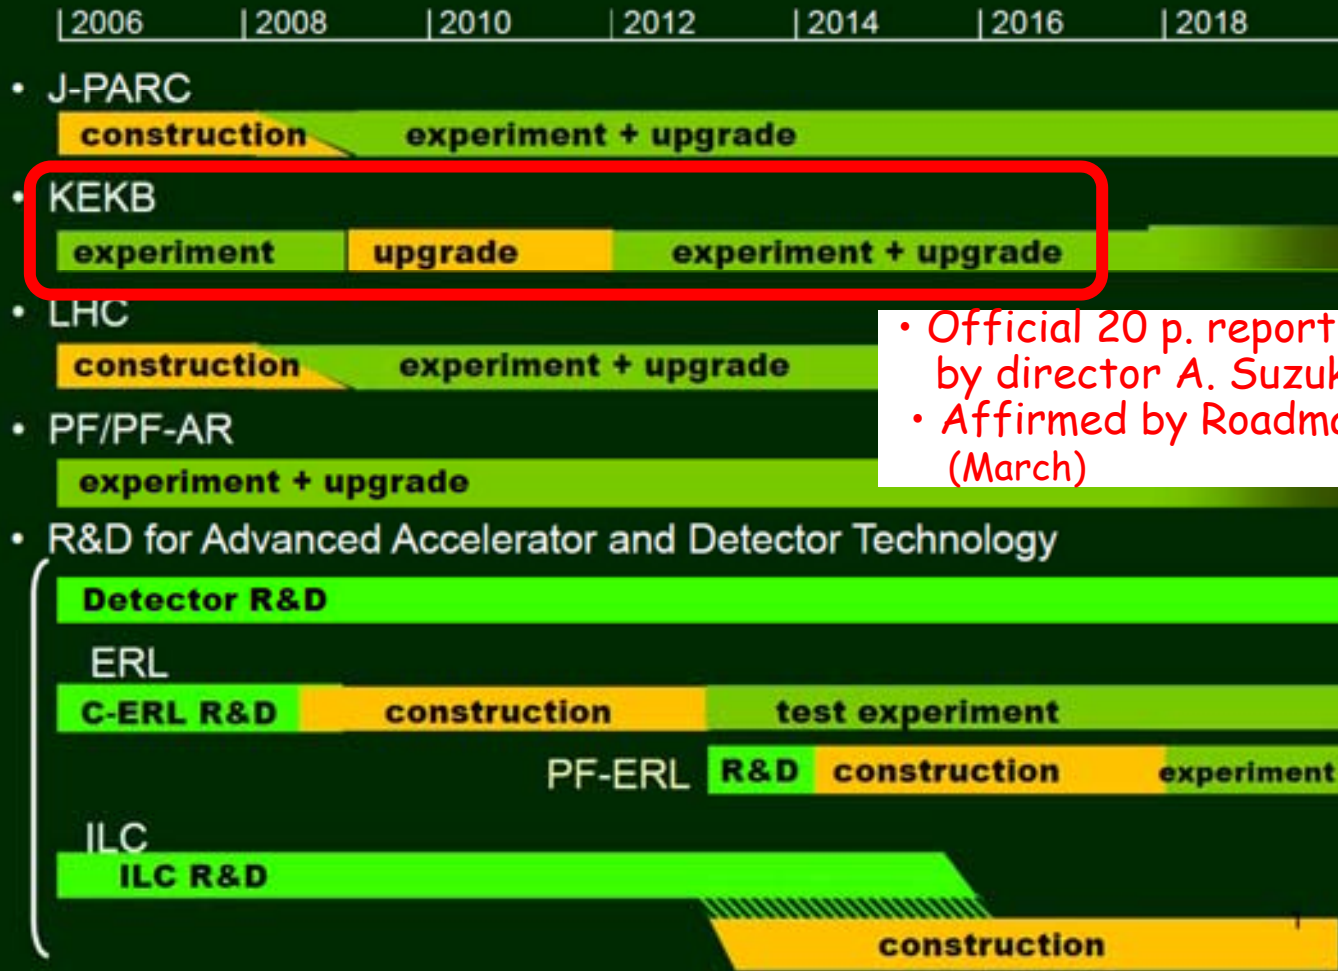 2006 2008 2010 2012 2014 2016 2018
• J-PARC
construction experiment + upgrade
• KEKB
experiment upgrade experiment + upgrade
• LHC
construction experiment + upgrade
• Official 20 p. report
by director A.
• Affirmed by
(March)
• PF/PF-AR
experiment + upgrade
• R&D for Advanced Accelerator and Detector Technology
Detector R&D
ERL
C-ERL R&D construction test experiment
PF-ERL R&D construction experiment
ILC
ILC R&D
construction